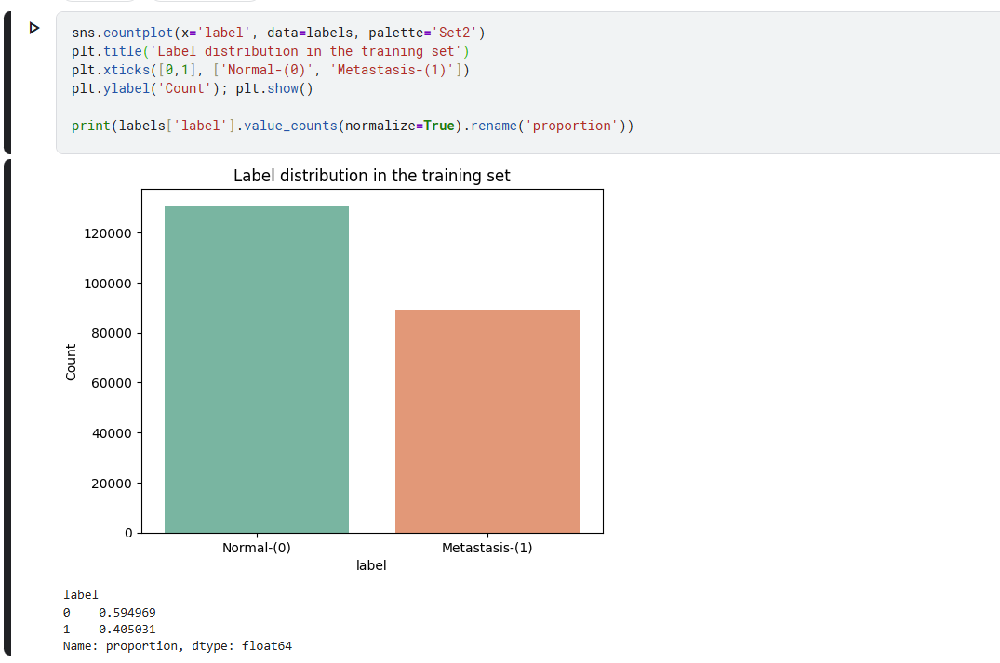 sns.countplot(x='label', data=labels, palette='Set2')
plt.title('Label distribution in the training set')
plt.xticks([0,1], ['Normal-(0)', 'Metastasis-(1)'])
plt.ylabel('Count'); plt.show()
print(labels['label'].value_counts(normalize=True).rename('proportion'))
Label distribution in the training set
120000
100000
80000
60000
40000
20000
0
Count
Normal-(0) Metastasis-(1)
label
label
0 0.594969
1 0.405031
Name: proportion, dtype: float64